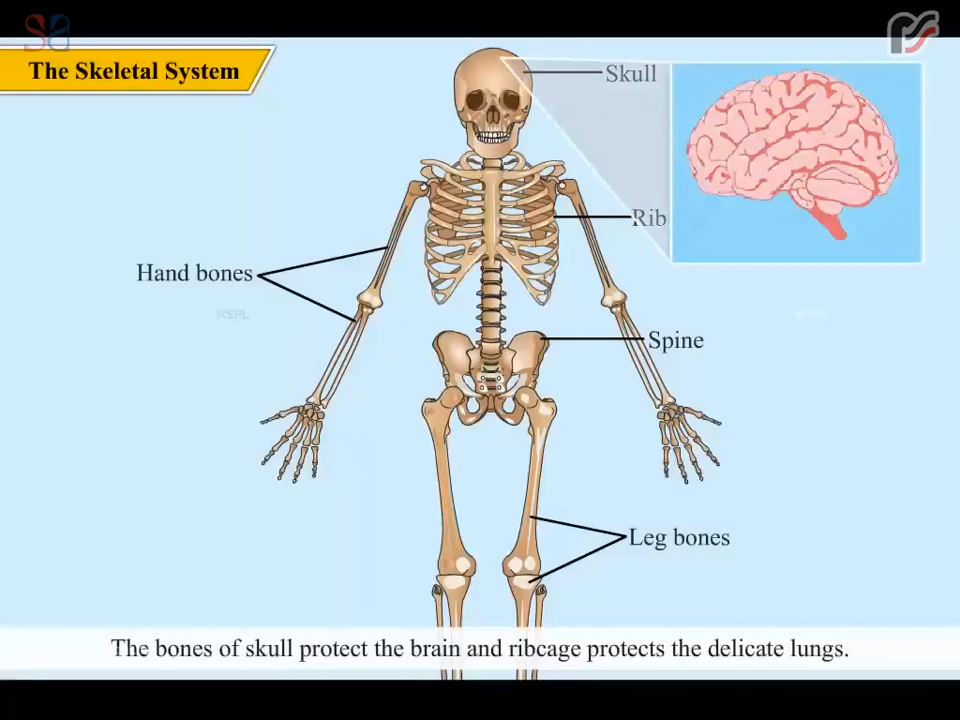 The Skeletal System
Skull
Rib
Hand bones
RSPL
Spine
Leg bones
The bones of skull protect the brain and ribcage protects the delicate lungs.